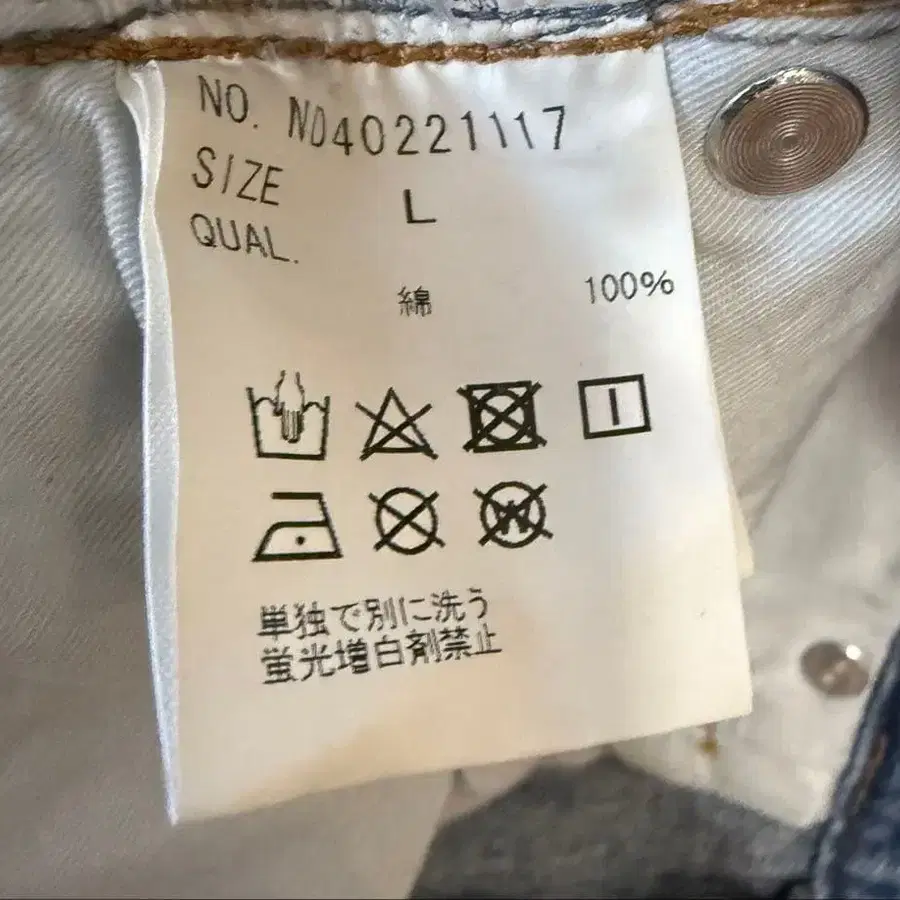 NO. ND40221117
SIZE L
QUAL.
綿 100%
単独で別に洗う
蛍光増白剤禁止